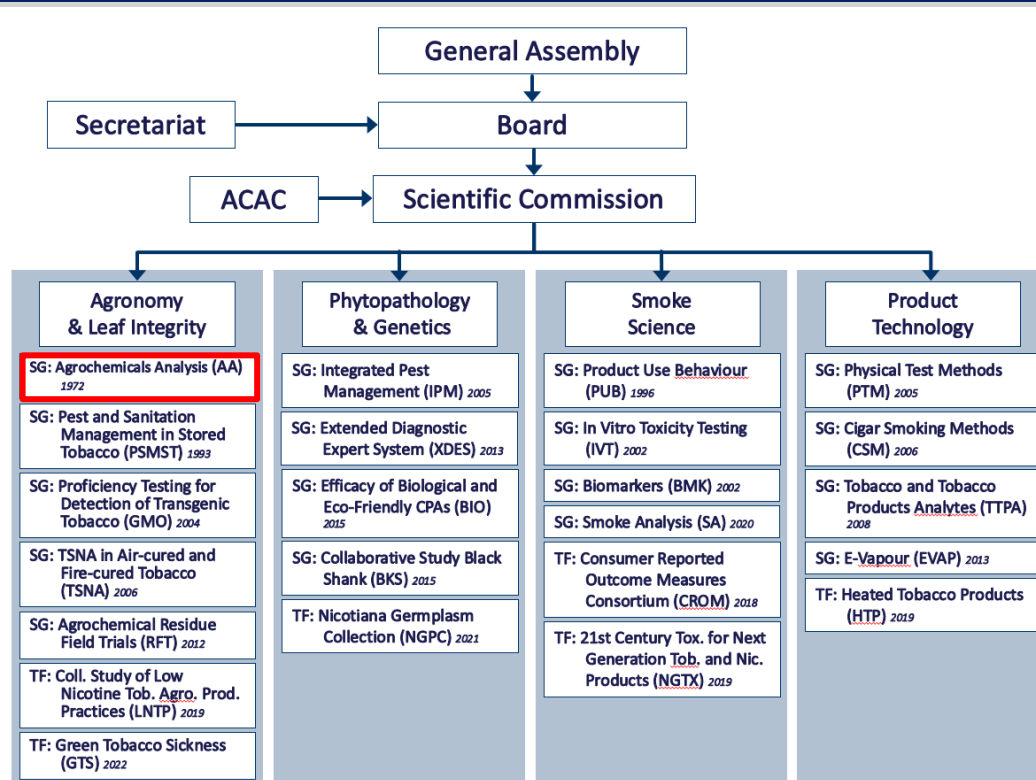 General Assembly
Secretariat
Board
ACAC
Scientific Commission
Agronomy
& Leaf Integrity
SG: Agrochemicals Analysis (AA)
1972
SG: Pest and Sanitation
Management in Stored
Tobacco (PSMST) 1993
SG: Proficiency Testing for
Detection of Transgenic
Tobacco (GMO) 2004
SG: TSNA in Air-cured and
Fire-cured Tobacco
(TSNA) 2006
SG: Agrochemical Residue
Field Trials (RFT) 2012
TF: Coll. Study of Low
Nicotine Tob. Agro. Prod.
Practices (LNTP) 2019
TF: Green Tobacco Sickness
(GTS) 2022
Phytopathology
& Genetics
SG: Integrated Pest
Management (IPM) 2005
SG: Extended Diagnostic
Expert System (XDES) 2013
SG: Efficacy of Biological and
Eco-Friendly CPAs (BIO)
2015
SG: Collaborative Study Black
Shank (BKS) 2015
TF: Nicotiana Germplasm
Collection (NGPC) 2021
Smoke
Science
SG: Product Use Behaviour
(PUB) 1996
SG: In Vitro Toxicity Testing
(IVT) 2002
SG: Biomarkers (BMK) 2002
SG: Smoke Analysis (SA) 2020
TF: Consumer Reported
Outcome Measures
Consortium (CROM) 2018
TF: 21st Century Tox. for Next
Generation Tob. and Nic.
Products (NGTX) 2019
Product
Technology
SG: Physical Test Methods
(PTM) 2005
SG: Cigar Smoking Methods
(CSM) 2006
SG: Tobacco and Tobacco
Products Analytes (TTPA)
2008
SG: E-Vapour (EVAP) 2013
TF: Heated Tobacco Products
(HTP) 2019